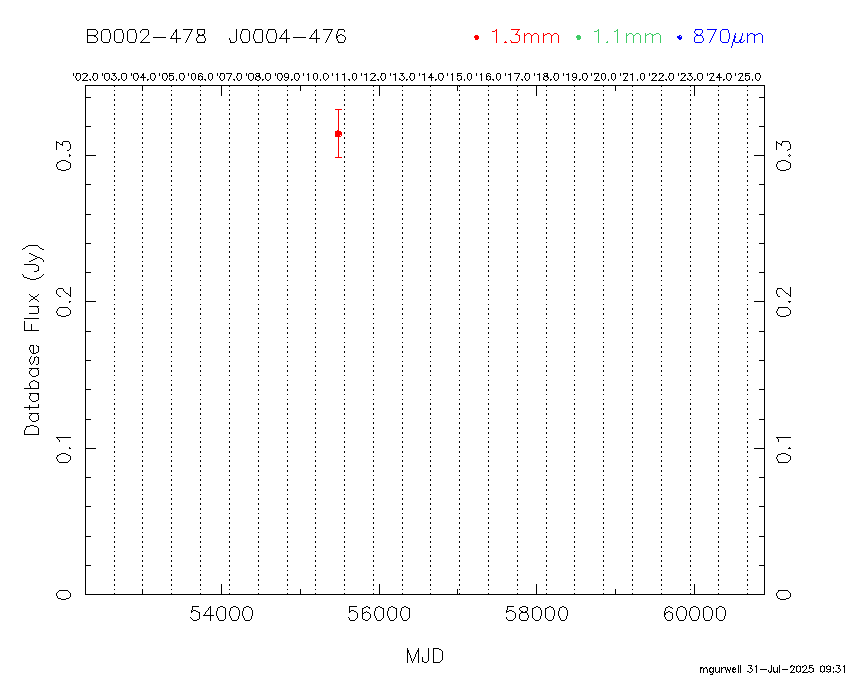 B0002-478 J0004-476 1.3mm 1.1mm 870μm
'02.0 '03.0 '04.0 '05.0 '06.0 '07.0 '08.0 '09.0 '10.0 '11.0 '12.0 '13.0 '14.0 '15.0 '16.0 '17.0 '18.0 '19.0 '20.0 '21.0 '22.0 '23.0 '24.0 '25.0
0.3 0.3
0.2 0.2
Database Flux (Jy)
0.1 0.1
0 0
54000 56000 58000 60000
MJD
mgurwell 31-Jul-2025 09:31